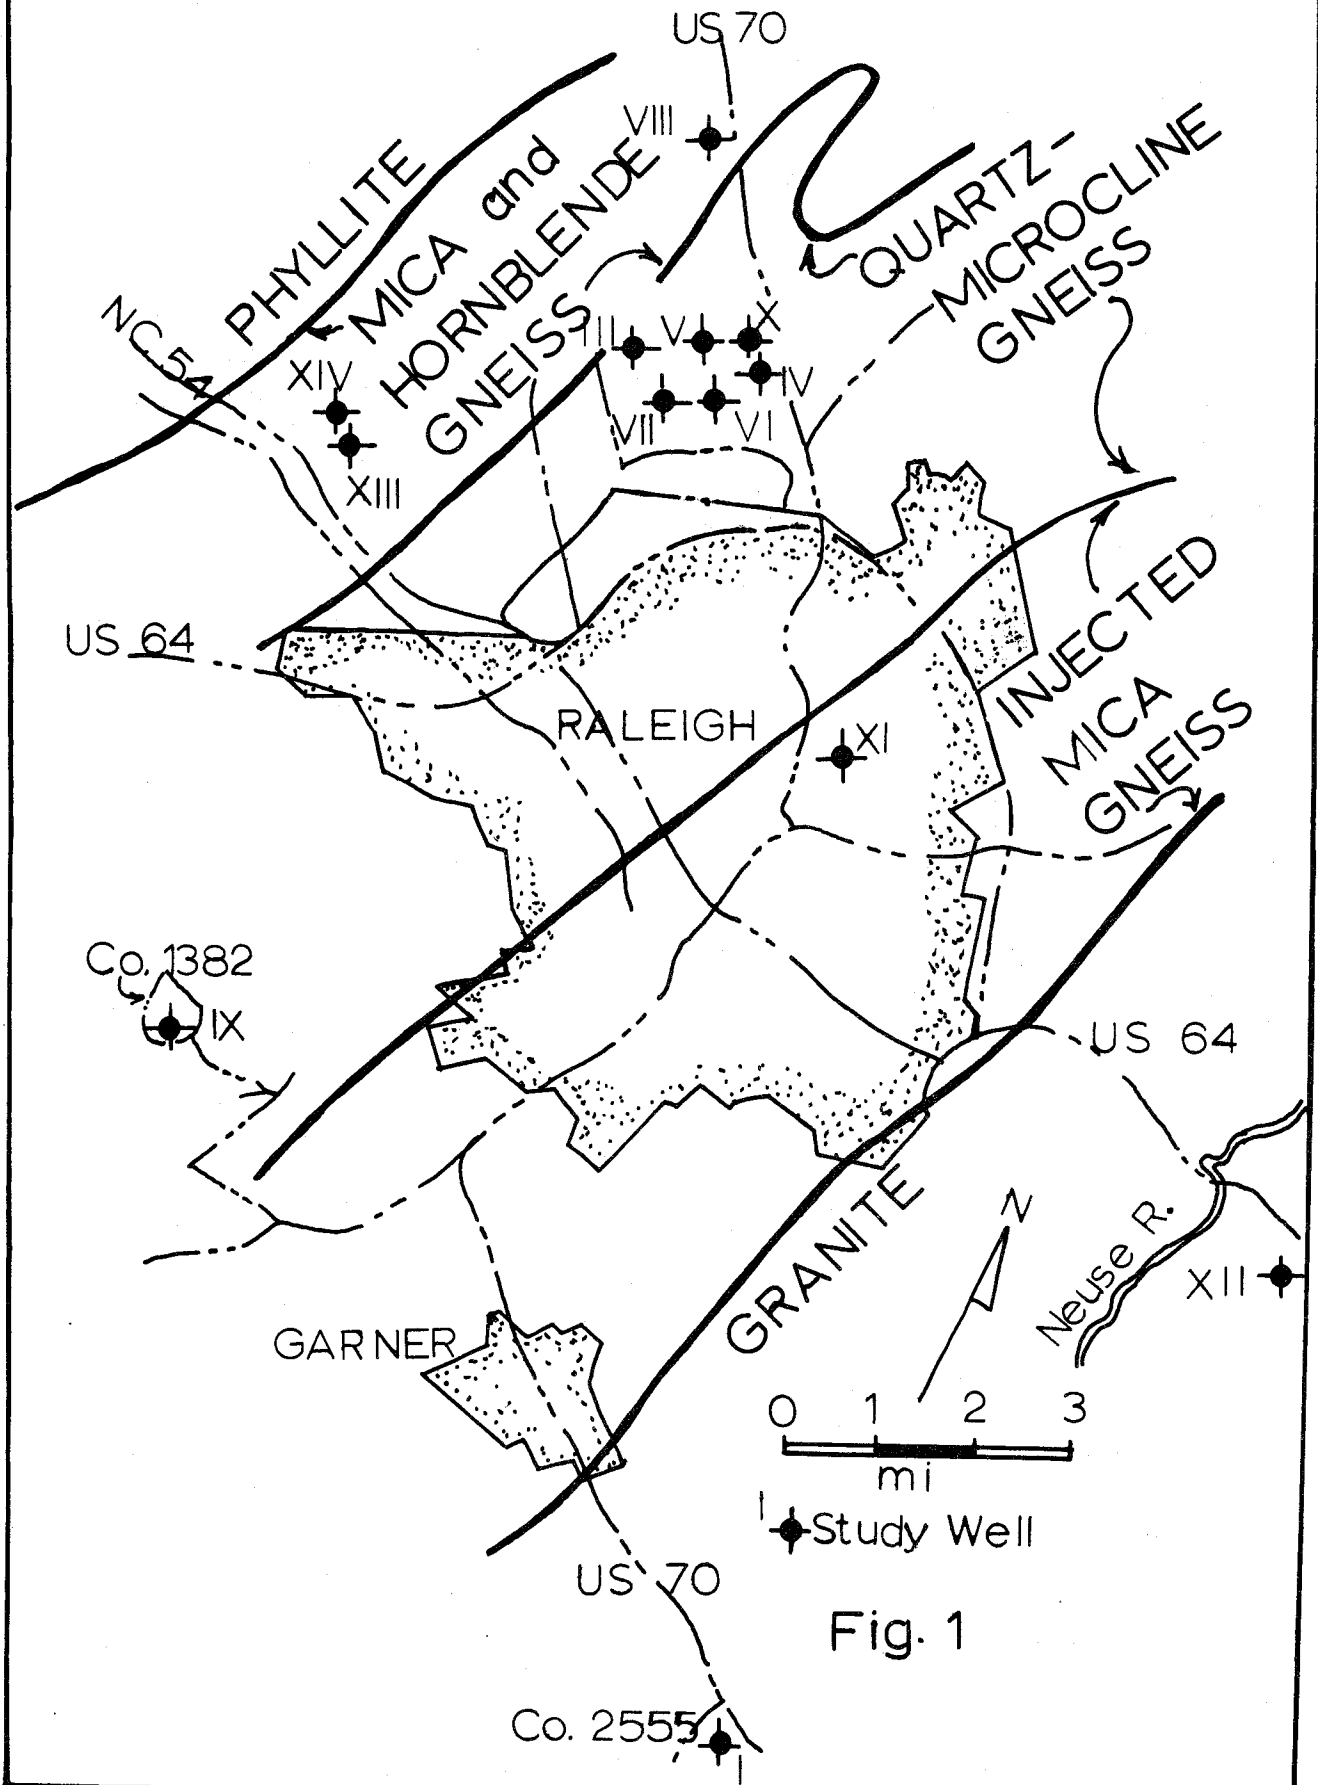 US 70
VIII
PHYLLITE
MICA and
HORNBLENDE
GNEISS
QUARTZ-
MICROCLINE
GNEISS
NC 54
III
V
X
XIV
IV
VII
VI
XIII
US 64
INJECTED
MICA
GNEISS
RALEIGH
XI
Co. 1382
IX
US 64
GRANITE
N
Neuse R.
XII
GARNER
0 1 2 3
mi
I
Study Well
US 70
Fig. 1
Co. 2555
I